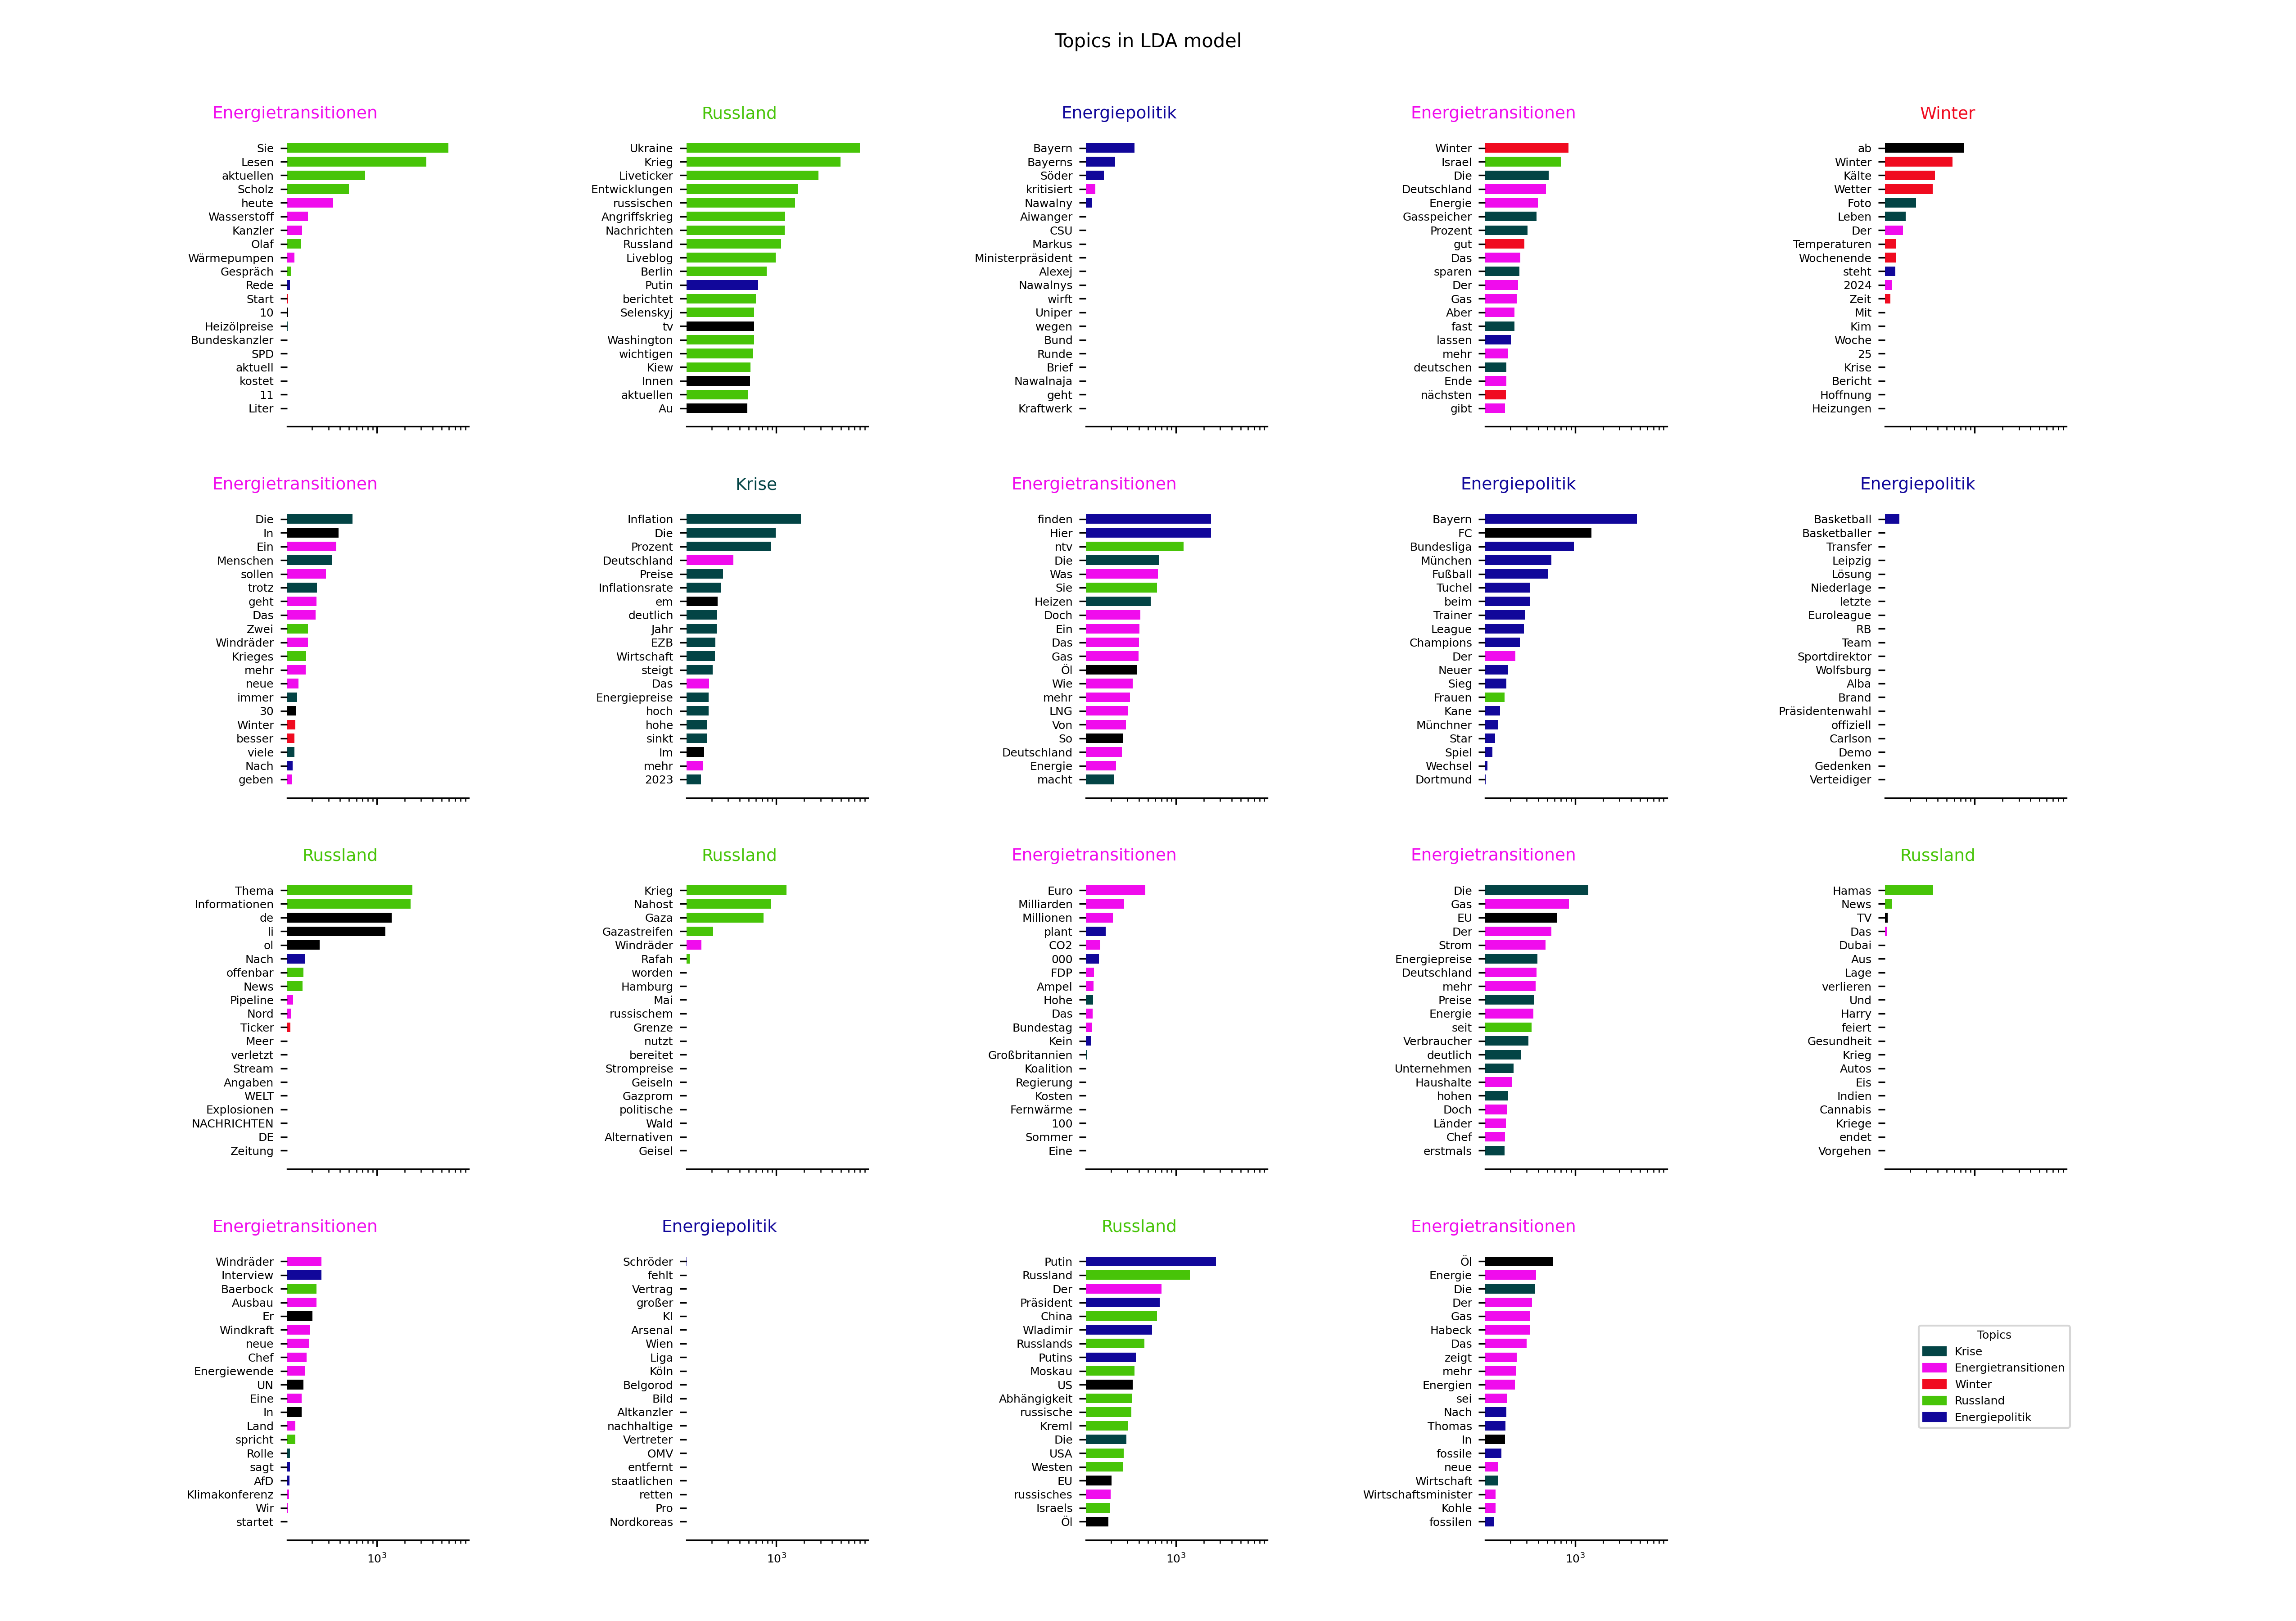 Topics in LDA model
Energietransitionen
Sie
Lesen
aktuellen
Scholz
heute
Wasserstoff
Kanzler
Olaf
Wärmepumpen
Gespräch
Rede
Start
10
Heizölpreise
Bundeskanzler
SPD
aktuell
kostet
11
Liter
Russland
Ukraine
Krieg
Liveticker
Entwicklungen
russischen
Angriffskrieg
Nachrichten
Russland
Liveblog
Berlin
Putin
berichtet
Selenskyj
tv
Washington
wichtigen
Kiew
Innen
aktuellen
Au
Energiepolitik
Bayern
Bayerns
Söder
kritisiert
Nawalny
Aiwanger
CSU
Markus
Ministerpräsident
Alexej
Nawalnys
wirft
Uniper
wegen
Bund
Runde
Brief
Nawalnaja
geht
Kraftwerk
Energietransitionen
Winter
Israel
Die
Deutschland
Energie
Gasspeicher
Prozent
gut
Das
sparen
Der
Gas
Aber
fast
lassen
mehr
deutschen
Ende
nächsten
gibt
Winter
ab
Winter
Kälte
Wetter
Foto
Leben
Der
Temperaturen
Wochenende
steht
2024
Zeit
Mit
Kim
Woche
25
Krise
Bericht
Hoffnung
Heizungen
Energietransitionen
Die
In
Ein
Menschen
sollen
trotz
geht
Das
Zwei
Windräder
Krieges
mehr
neue
immer
30
Winter
besser
viele
Nach
geben
Krise
Inflation
Die
Prozent
Deutschland
Preise
Inflationsrate
em
deutlich
Jahr
EZB
Wirtschaft
steigt
Das
Energiepreise
hoch
hohe
sinkt
Im
mehr
2023
Energietransitionen
finden
Hier
ntv
Die
Was
Sie
Heizen
Doch
Ein
Das
Gas
Öl
Wie
mehr
LNG
Von
So
Deutschland
Energie
macht
Energiepolitik
Bayern
FC
Bundesliga
München
Fußball
Tuchel
beim
Trainer
League
Champions
Der
Neuer
Sieg
Frauen
Kane
Münchner
Star
Spiel
Wechsel
Dortmund
Energiepolitik
Basketball
Basketballer
Transfer
Leipzig
Lösung
Niederlage
letzte
Euroleague
RB
Team
Sportdirektor
Wolfsburg
Alba
Brand
Präsidentenwahl
offiziell
Carlson
Demo
Gedenken
Verteidiger
Russland
Thema
Informationen
de
li
ol
Nach
offenbar
News
Pipeline
Nord
Ticker
Meer
verletzt
Stream
Angaben
WELT
Explosionen
NACHRICHTEN
DE
Zeitung
Russland
Krieg
Nahost
Gaza
Gazastreifen
Windräder
Rafah
worden
Hamburg
Mai
russischem
Grenze
nutzt
bereitet
Strompreise
Geiseln
Gazprom
politische
Wald
Alternativen
Geisel
Energietransitionen
Euro
Milliarden
Millionen
plant
CO2
000
FDP
Ampel
Hohe
Das
Bundestag
Kein
Großbritannien
Koalition
Regierung
Kosten
Fernwärme
100
Sommer
Eine
Energietransitionen
Die
Gas
EU
Der
Strom
Energiepreise
Deutschland
mehr
Preise
Energie
seit
Verbraucher
deutlich
Unternehmen
Haushalte
hohen
Doch
Länder
Chef
erstmals
Russland
Hamas
News
TV
Das
Dubai
Aus
Lage
verlieren
Und
Harry
feiert
Gesundheit
Krieg
Autos
Eis
Indien
Cannabis
Kriege
endet
Vorgehen
Energietransitionen
Windräder
Interview
Baerbock
Ausbau
Er
Windkraft
neue
Chef
Energiewende
UN
Eine
In
Land
spricht
Rolle
sagt
AfD
Klimakonferenz
Wir
startet
10³
Energiepolitik
Schröder
fehlt
Vertrag
großer
KI
Arsenal
Wien
Liga
Köln
Belgorod
Bild
Altkanzler
nachhaltige
Vertreter
OMV
entfernt
staatlichen
retten
Pro
Nordkoreas
10³
Russland
Putin
Russland
Der
Präsident
China
Wladimir
Russlands
Putins
Moskau
US
Abhängigkeit
russische
Kreml
Die
USA
Westen
EU
russisches
Israels
Öl
10³
Energietransitionen
Öl
Energie
Die
Der
Gas
Habeck
Das
zeigt
mehr
Energien
sei
Nach
Thomas
In
fossile
neue
Wirtschaft
Wirtschaftsminister
Kohle
fossilen
10³
Topics
Krise
Energietransitionen
Winter
Russland
Energiepolitik